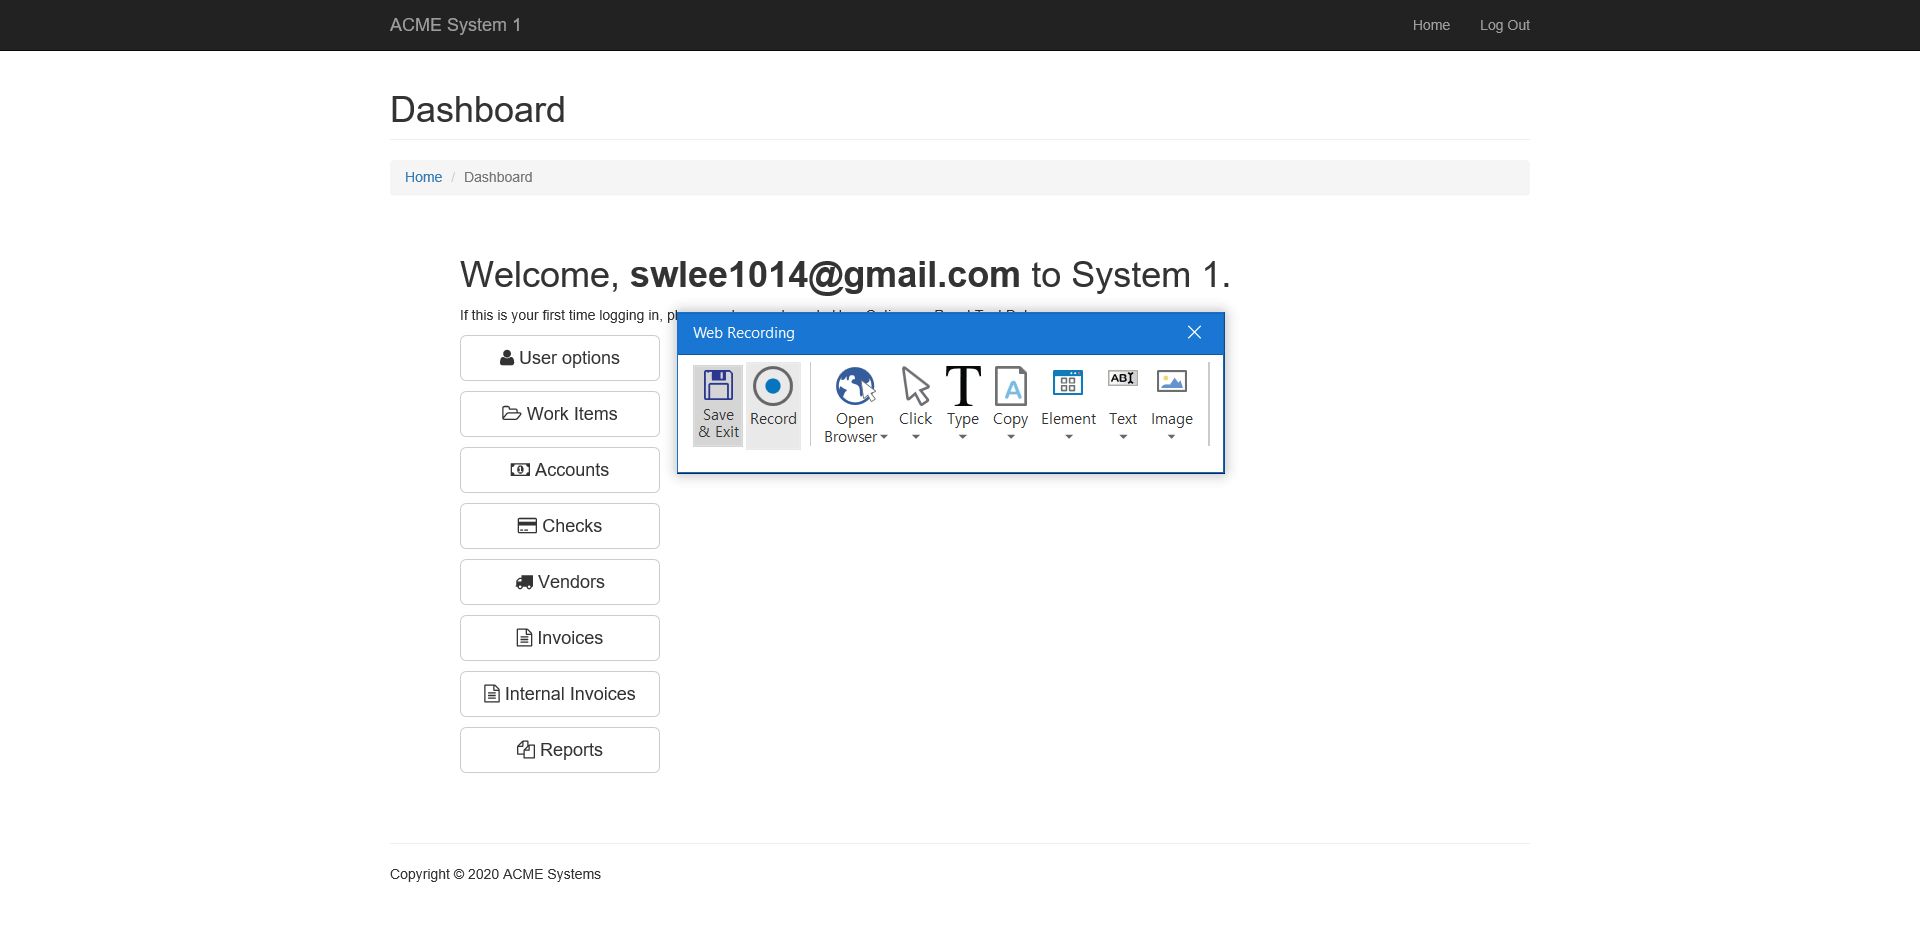 ACME System 1 Home Log Out
Dashboard
Home / Dashboard
Welcome, swlee1014@gmail.com to System 1.
If this is your first time logging in,
Web Recording
Save & Exit
Record
Open Browser
Click
Type
Copy
Element
ABI
Text
Image
User options
Work Items
Accounts
Checks
Vendors
Invoices
Internal Invoices
Reports
Copyright © 2020 ACME Systems